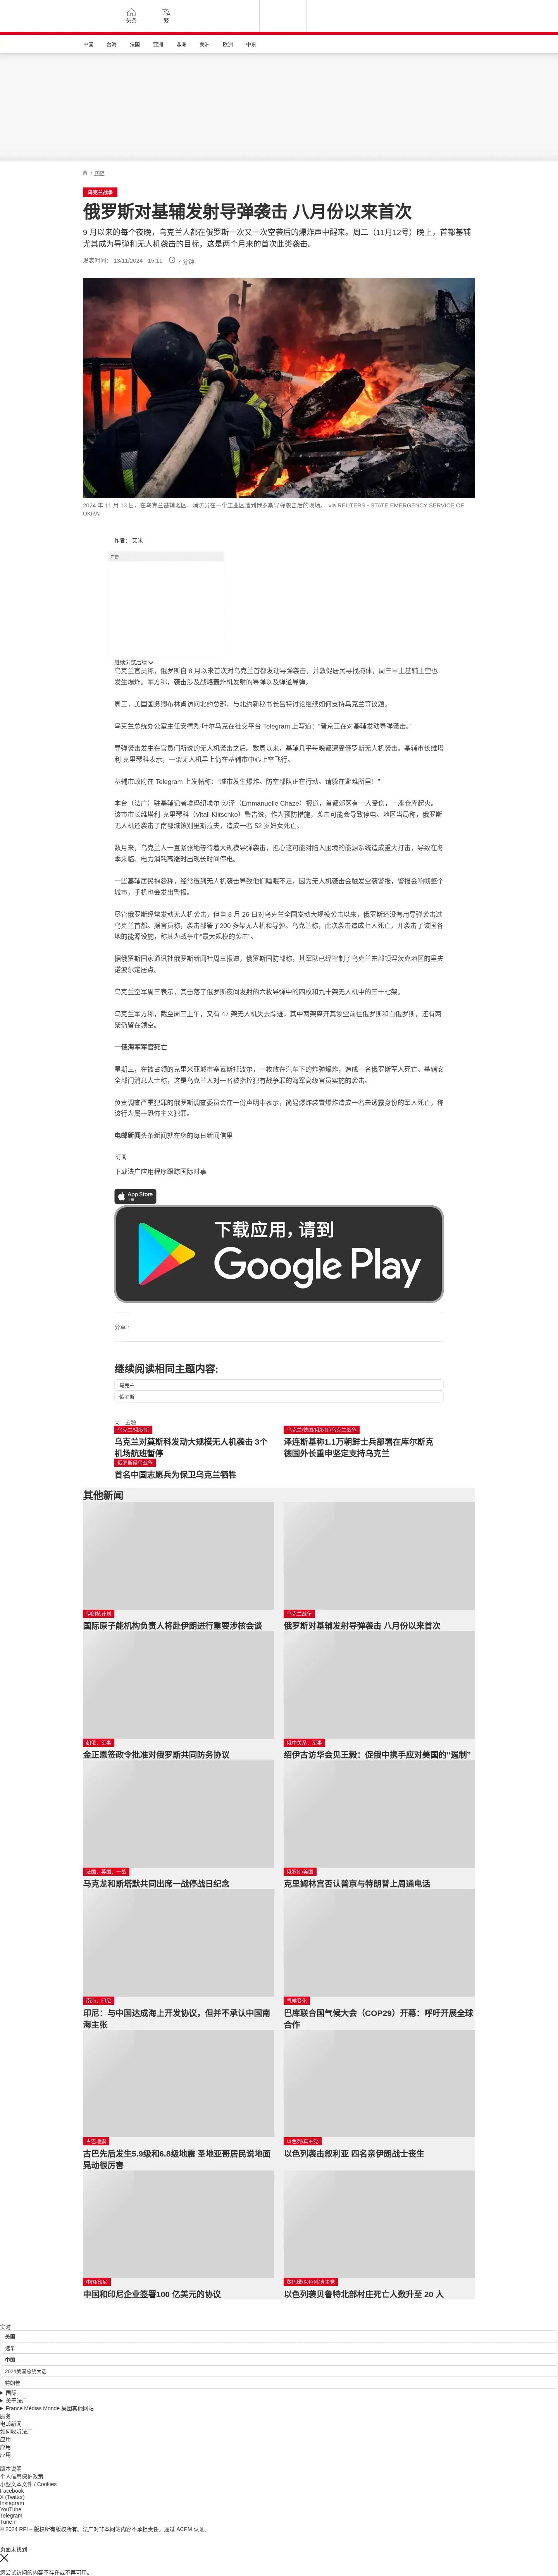 头条
繁
中国
台海
法国
亚洲
非洲
美洲
欧洲
中东
/ 国际
乌克兰战争
俄罗斯对基辅发射导弹袭击 八月份以来首次
9 月以来的每个夜晚，乌克兰人都在俄罗斯一次又一次空袭后的爆炸声中醒来。周二（11月12号）晚上，首都基辅
尤其成为导弹和无人机袭击的目标，这是两个月来的首次此类袭击。
发表时间： 13/11/2024 - 15:11
7 分钟
2024 年 11 月 13 日，在乌克兰基辅地区，消防员在一个工业区遭到俄罗斯导弹袭击后的现场。 via REUTERS - STATE EMERGENCY SERVICE OF
UKRAI
作者： 艾米
广告
继续浏览后续
乌克兰官员称，俄罗斯自 8 月以来首次对乌克兰首都发动导弹袭击，并敦促居民寻找掩体，周三早上基辅上空也
发生爆炸。军方称，袭击涉及战略轰炸机发射的导弹以及弹道导弹。
周三，美国国务卿布林肯访问北约总部，与北约新秘书长吕特讨论继续如何支持乌克兰等议题。
乌克兰总统办公室主任安德烈·叶尔马克在社交平台 Telegram 上写道：“普京正在对基辅发动导弹袭击。”
导弹袭击发生在官员们所说的无人机袭击之后。数周以来，基辅几乎每晚都遭受俄罗斯无人机袭击。基辅市长维塔
利·克里琴科表示，一架无人机早上仍在基辅市中心上空飞行。
基辅市政府在 Telegram 上发帖称：“城市发生爆炸。防空部队正在行动。请躲在避难所里！”
本台（法广）驻基辅记者埃玛纽埃尔·沙泽（Emmanuelle Chaze）报道，首都郊区有一人受伤，一座仓库起火。
该市市长维塔利-克里琴科（Vitali Klitschko）警告说，作为预防措施，袭击可能会导致停电。地区当局称，俄罗斯
无人机还袭击了南部城镇别里斯拉夫，造成一名 52 岁妇女死亡。
数月来，乌克兰人一直紧张地等待着大规模导弹袭击，担心这可能对陷入困境的能源系统造成重大打击，导致在冬
季来临、电力消耗高涨时出现长时间停电。
一些基辅居民抱怨称，经常遭到无人机袭击导致他们睡眠不足，因为无人机袭击会触发空袭警报，警报会响彻整个
城市，手机也会发出警报。
尽管俄罗斯经常发动无人机袭击，但自 8 月 26 日对乌克兰全国发动大规模袭击以来，俄罗斯还没有用导弹袭击过
乌克兰首都。据官员称，袭击部署了200 多架无人机和导弹。乌克兰称，此次袭击造成七人死亡，并袭击了该国各
地的能源设施，称其为战争中“最大规模的袭击”。
据俄罗斯国家通讯社俄罗斯新闻社周三报道，俄罗斯国防部称，其军队已经控制了乌克兰东部顿涅茨克地区的里夫
诺波尔定居点。
乌克兰空军周三表示，其击落了俄罗斯夜间发射的六枚导弹中的四枚和九十架无人机中的三十七架。
乌克兰军方称，截至周三上午，又有 47 架无人机失去踪迹，其中两架离开其领空前往俄罗斯和白俄罗斯，还有两
架仍留在领空。
一俄海军军官死亡
星期三，在被占领的克里米亚城市塞瓦斯托波尔，一枚放在汽车下的炸弹爆炸，造成一名俄罗斯军人死亡。基辅安
全部门消息人士称，这是乌克兰人对一名被指控犯有战争罪的海军高级官员实施的袭击。
负责调查严重犯罪的俄罗斯调查委员会在一份声明中表示，简易爆炸装置爆炸造成一名未透露身份的军人死亡，称
该行为属于恐怖主义犯罪。
电邮新闻头条新闻就在您的每日新闻信里
订阅
下载法广应用程序跟踪国际时事
App Store
下载
下载应用，请到
Google Play
分享 :
继续阅读相同主题内容:
乌克兰
俄罗斯
同一主题
乌克兰/俄罗斯
乌克兰对莫斯科发动大规模无人机袭击 3个
机场航班暂停
乌克兰/德国/俄罗斯/乌克兰战争
泽连斯基称1.1万朝鲜士兵部署在库尔斯克
德国外长重申坚定支持乌克兰
俄罗斯侵乌战争
首名中国志愿兵为保卫乌克兰牺牲
其他新闻
伊朗核计划
国际原子能机构负责人将赴伊朗进行重要涉核会谈
乌克兰战争
俄罗斯对基辅发射导弹袭击 八月份以来首次
朝俄、军事
金正恩签政令批准对俄罗斯共同防务协议
俄中关系、军事
绍伊古访华会见王毅：促俄中携手应对美国的“遏制”
法国、英国、一战
马克龙和斯塔默共同出席一战停战日纪念
俄罗斯/美国
克里姆林宫否认普京与特朗普上周通电话
南海、印尼
印尼：与中国达成海上开发协议，但并不承认中国南
海主张
气候变化
巴库联合国气候大会（COP29）开幕：呼吁开展全球
合作
古巴地震
古巴先后发生5.9级和6.8级地震 圣地亚哥居民说地面
晃动很厉害
以色列/真主党
以色列袭击叙利亚 四名亲伊朗战士丧生
中国/印尼
中国和印尼企业签署100 亿美元的协议
黎巴嫩/以色列/真主党
以色列袭贝鲁特北部村庄死亡人数升至 20 人
实时
美国
选举
中国
2024美国总统大选
特朗普
国际
关于法广
France Médias Monde 集团其他网站
服务
电邮新闻
如何收听法广
应用
应用
应用
版本说明
个人信息保护政策
小型文本文件 / Cookies
Facebook
X (Twitter)
Instagram
YouTube
Telegram
TuneIn
© 2024 RFI – 版权所有版权所有。法广对非本网站内容不承担责任。通过 ACPM 认证。
页面未找到
您尝试访问的内容不存在或不再可用。